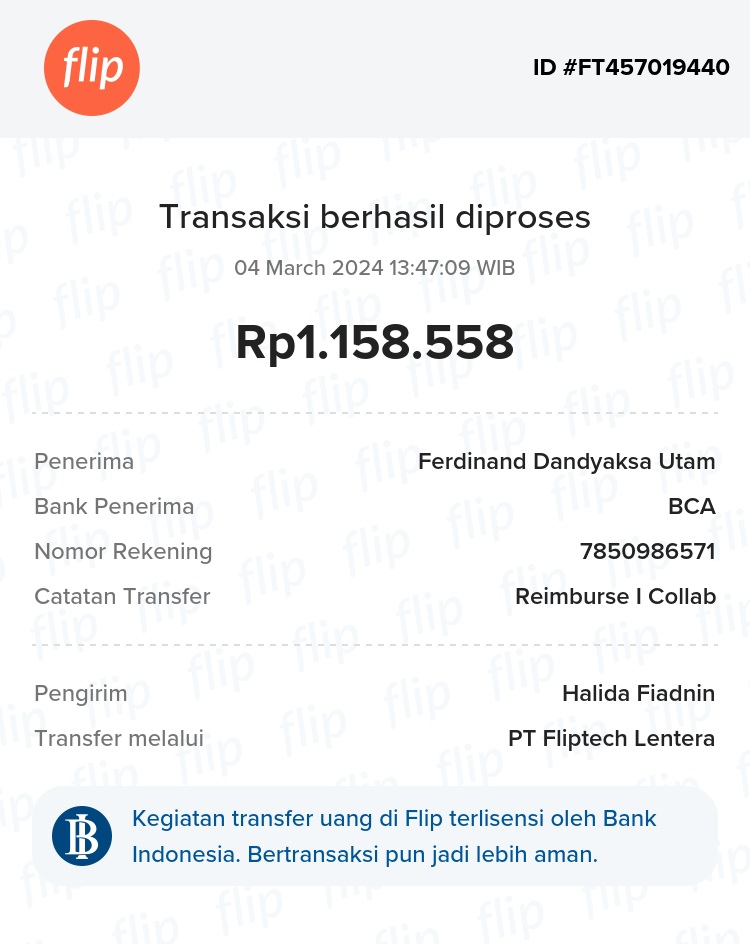 flip
ID #FT457019440
Transaksi berhasil diproses
04 March 2024 13:47:09 WIB
Rp1.158.558
Penerima Ferdinand Dandyaksa Utam
Bank Penerima BCA
Nomor Rekening 7850986571
Catatan Transfer Reimburse I Collab
Pengirim Halida Fiadnin
Transfer melalui PT Fliptech Lentera
Kegiatan transfer uang di Flip terlisensi oleh Bank
Indonesia. Bertransaksi pun jadi lebih aman.